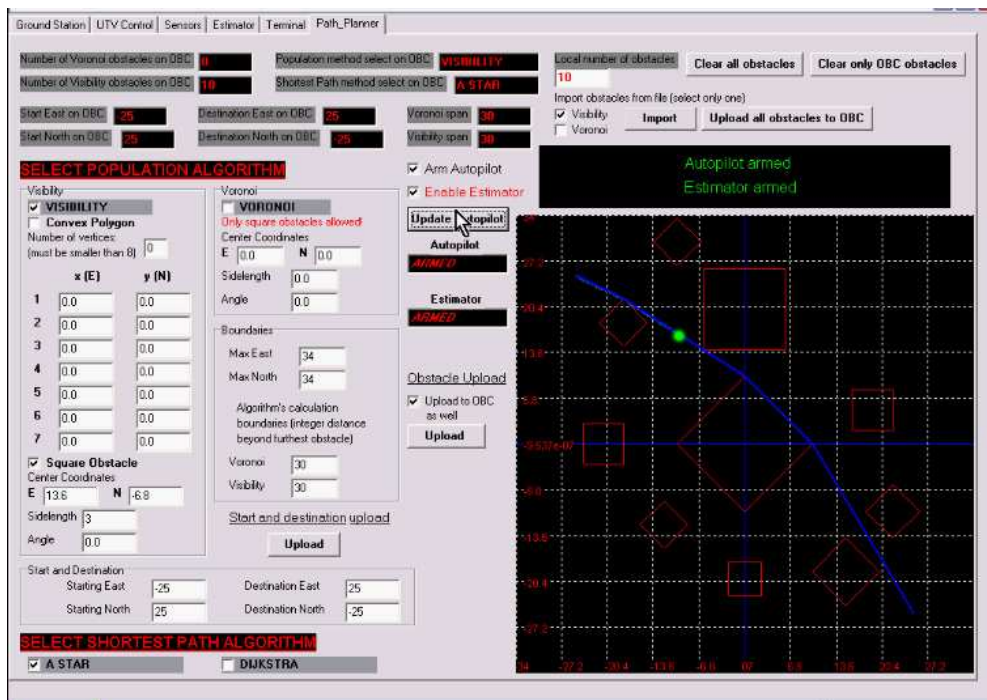 Ground Station UTV Control Sensors Estimator Terminal Path_Planner
Number of Voronoi obstacles on OBC 0 Population method select on OBC VISIBILITY
Number of Visibility obstacles on OBC 10 Shortest Path method select on OBC A STAR
Local number of obstacles
10
Clear all obstacles Clear only OBC obstacles
Import obstacles from file (select only one)
Visibility
Voronoi
Import Upload all obstacles to OBC
Start East on OBC 25 Destination East on OBC 25 Voronoi span 30
Start North on OBC 25 Destination North on OBC -25 Visibility span 30
SELECT POPULATION ALGORITHM
Arm Autopilot
Enable Estimator
Autopilot armed
Estimator armed
Visibility
VISIBILITY
Convex Polygon
Number of vertices:
(must be smaller than 8) 0
x (E) y (N)
1 0.0 0.0
2 0.0 0.0
3 0.0 0.0
4 0.0 0.0
5 0.0 0.0
6 0.0 0.0
7 0.0 0.0
Square Obstacle
Center Coordinates
E 13.6 N -6.8
Sidelength 3
Angle 0.0
Voronoi
VORONOI
Only square obstacles allowed!
Center Coordinates
E 0.0 N 0.0
Sidelength 0.0
Angle 0.0
Boundaries
Max East 34
Max North 34
Algorithm's calculation
boundaries (integer distance
beyond furthest obstacle)
Voronoi 30
Visibility 30
Start and destination upload
Upload
Update
Autopilot
ARMED
Estimator
ARMED
Obstacle Upload
Upload to OBC
as well
Upload
27.2
20.4
13.6
6.8
-6.8
-13.6
-20.4
-27.2
34 -27.2 -20.4 -13.6 -6.8 6.8 13.6 20.4 27.2
Start and Destination
Starting East -25 Destination East 25
Starting North 25 Destination North -25
SELECT SHORTEST PATH ALGORITHM
A STAR DIJKSTRA